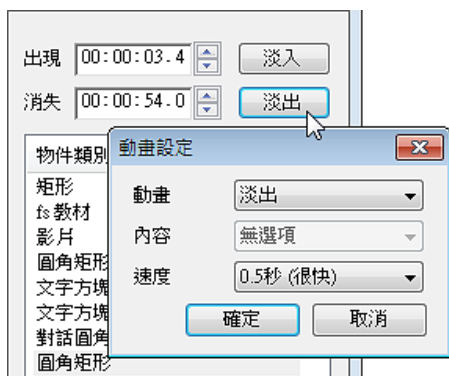 出現 00:00:03.4 淡入
消失 00:00:54.0 淡出
物件類別
矩形
fs教材
影片
圓角矩形
文字方塊
文字方塊
對話圓角
圓角矩形
動畫設定
動畫 淡出
內容 無選項
速度 0.5秒 (很快)
確定 取消